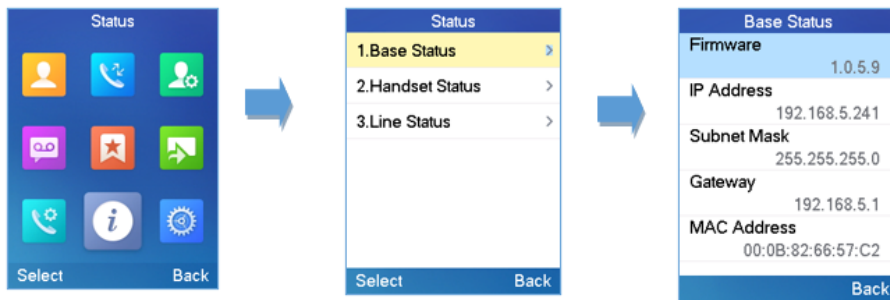 Status
Select Back
Status
1.Base Status
2.Handset Status
3.Line Status
Select Back
Base Status
Firmware
1.0.5.9
IP Address
192.168.5.241
Subnet Mask
255.255.255.0
Gateway
192.168.5.1
MAC Address
00:0B:82:66:57:C2
Back